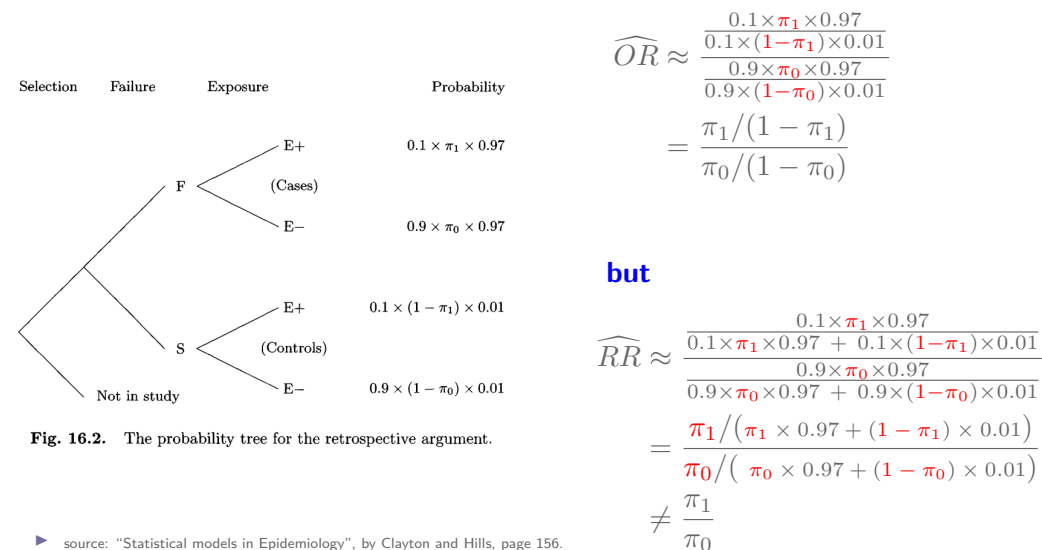 Selection Failure Exposure Probability
E+ 0.1 × π₁ × 0.97
F (Cases)
E− 0.9 × π₀ × 0.97
E+ 0.1 × (1 − π₁) × 0.01
S (Controls)
E− 0.9 × (1 − π₀) × 0.01
Not in study
Fig. 16.2. The probability tree for the retrospective argument.
► source: “Statistical models in Epidemiology”, by Clayton and Hills, page 156.
\widehat{OR} ≈
0.1×π₁×0.97
0.1×(1−π₁)×0.01
0.9×π₀×0.97
0.9×(1−π₀)×0.01
= π₁/(1 − π₁)
π₀/(1 − π₀)
but
\widehat{RR} ≈
0.1×π₁×0.97
0.1×π₁×0.97 + 0.1×(1−π₁)×0.01
0.9×π₀×0.97
0.9×π₀×0.97 + 0.9×(1−π₀)×0.01
= π₁/(π₁ × 0.97 + (1 − π₁) × 0.01)
π₀/( π₀ × 0.97 + (1 − π₀) × 0.01)
≠ π₁
π₀